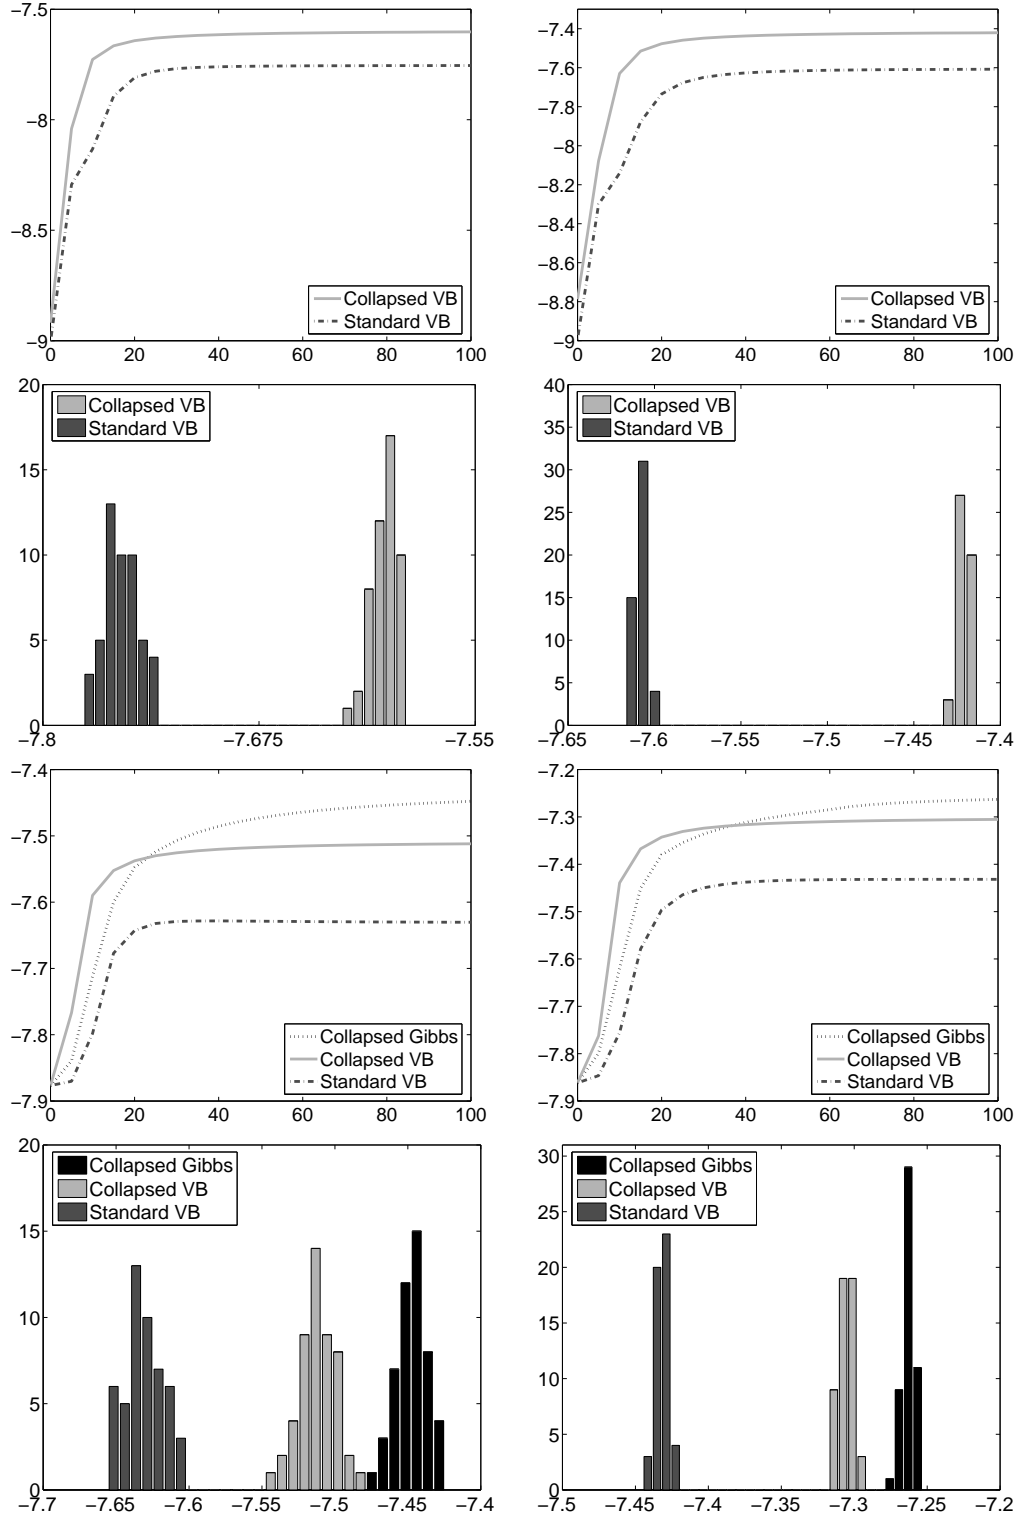 −7.5
−8
−8.5
−9
0 20 40 60 80 100
Collapsed VB
Standard VB
−7.4
−7.6
−7.8
−8
−8.2
−8.4
−8.6
−8.8
−9
0 20 40 60 80 100
Collapsed VB
Standard VB
20
15
10
5
0
−7.8 −7.675 −7.55
Collapsed VB
Standard VB
40
35
30
25
20
15
10
5
0
−7.65 −7.6 −7.55 −7.5 −7.45 −7.4
Collapsed VB
Standard VB
−7.4
−7.5
−7.6
−7.7
−7.8
−7.9
0 20 40 60 80 100
Collapsed Gibbs
Collapsed VB
Standard VB
−7.2
−7.3
−7.4
−7.5
−7.6
−7.7
−7.8
−7.9
0 20 40 60 80 100
Collapsed Gibbs
Collapsed VB
Standard VB
20
15
10
5
0
−7.7 −7.65 −7.6 −7.55 −7.5 −7.45 −7.4
Collapsed Gibbs
Collapsed VB
Standard VB
30
25
20
15
10
5
0
−7.5 −7.45 −7.4 −7.35 −7.3 −7.25 −7.2
Collapsed Gibbs
Collapsed VB
Standard VB